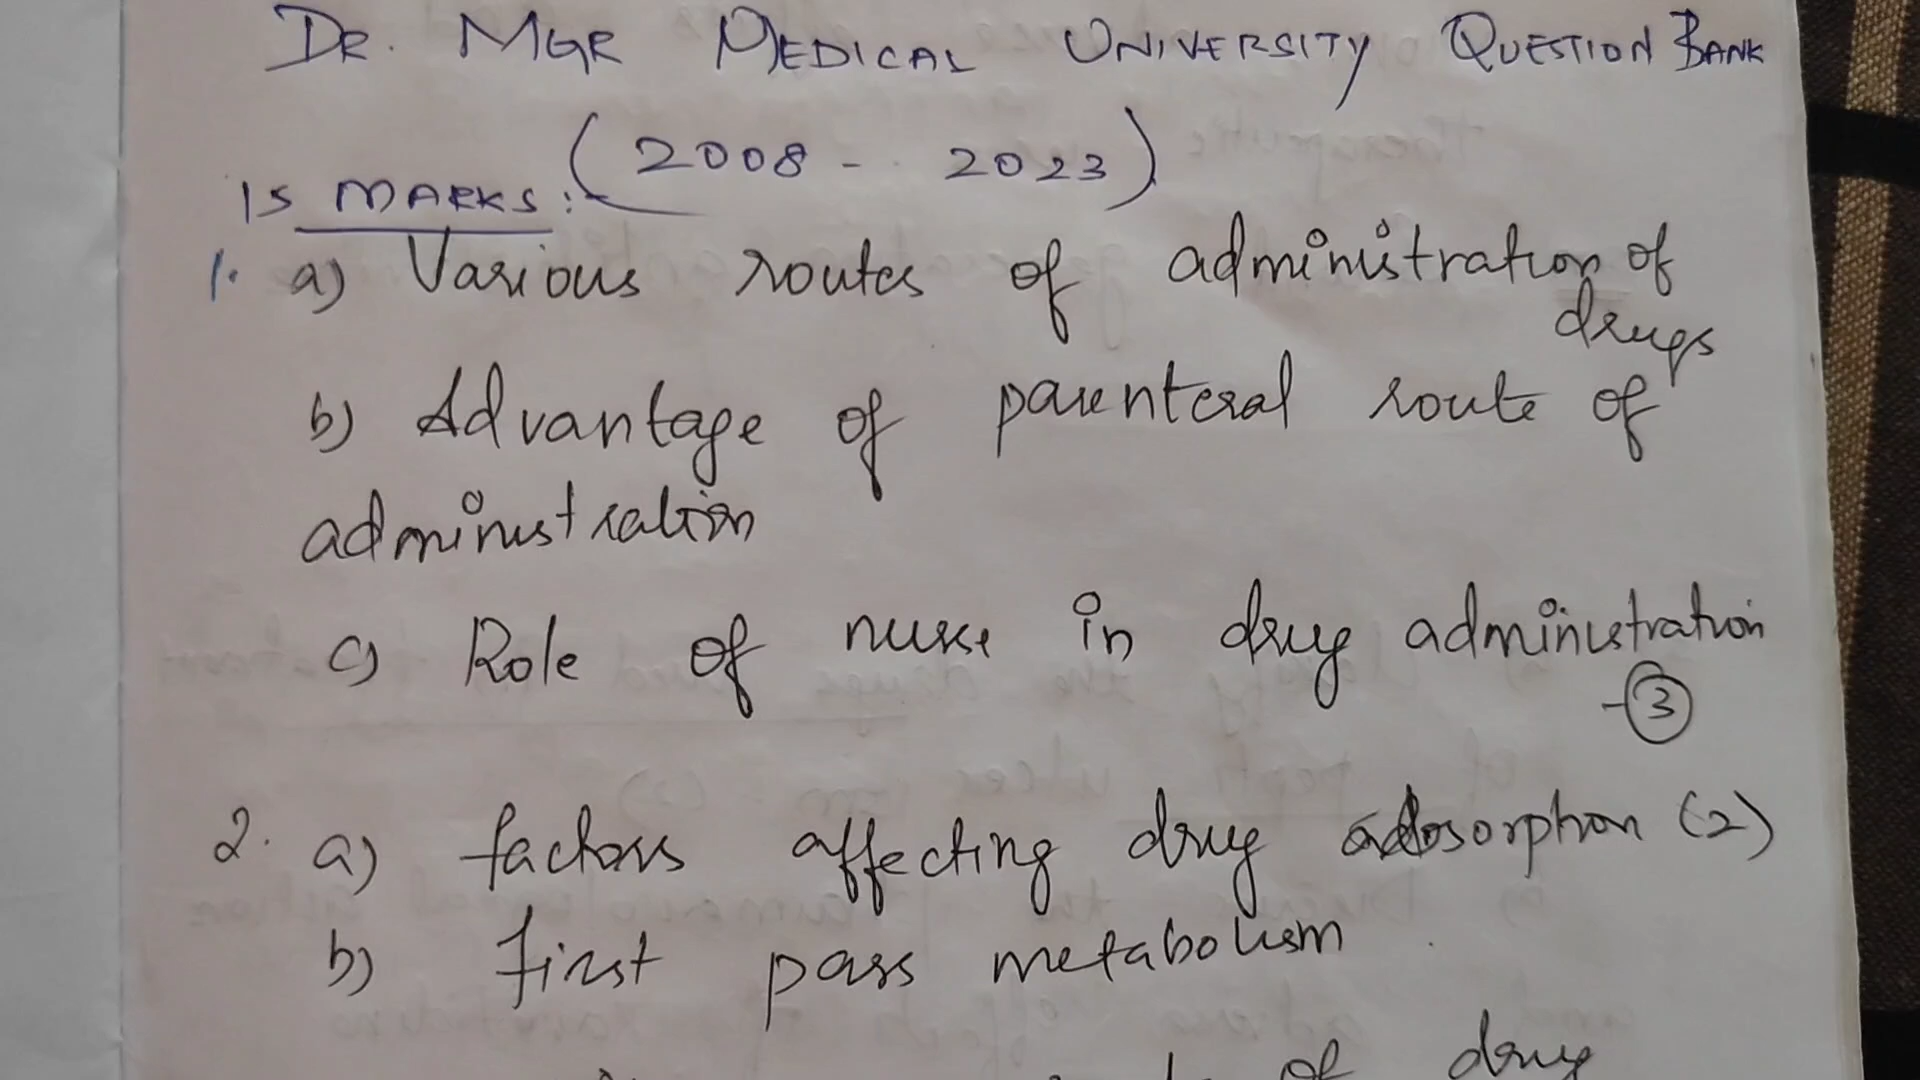 DR. MGR MEDICAL UNIVERSITY QUESTION BANK
(2008 - 2023)
15 MARKS:
1. a) Various routes of administration of
drugs
b) Advantage of parenteral route of
administration
c) Role of nurse in drug administration
- 3
2. a) factors affecting drug absorption (2)
b) first pass metabolism
of drug